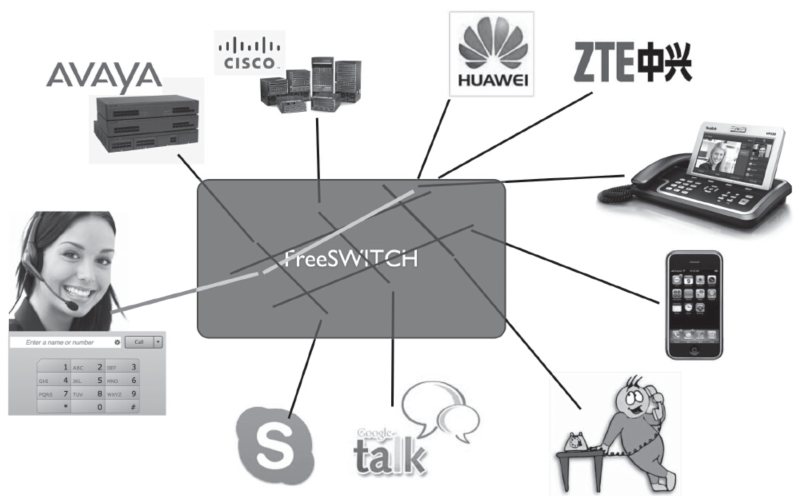 AVAYA
CISCO
HUAWEI
ZTE中兴
FreeSWITCH
Enter a name or number
Call
1 ABC 2 DEF 3
GHI 4 JKL 5 MNO 6
PQRS 7 TUV 8 WXYZ 9
* 0 #
S
Google
talk